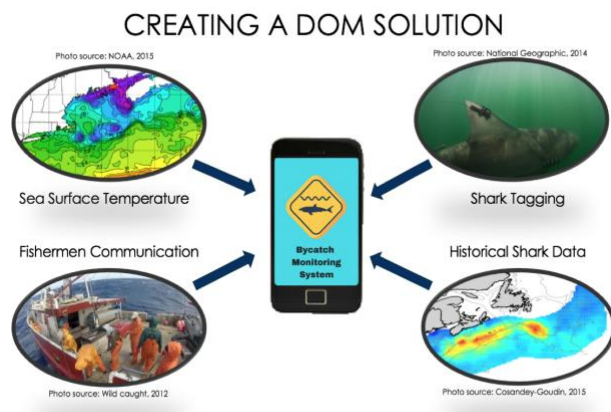 CREATING A DOM SOLUTION
Photo source: NOAA, 2015
Photo source: National Geographic, 2014
Sea Surface Temperature
Shark Tagging
Bycatch
Monitoring
System
Fishermen Communication
Historical Shark Data
Photo source: Wild caught, 2012
Photo source: Cosandey-Goudin, 2015